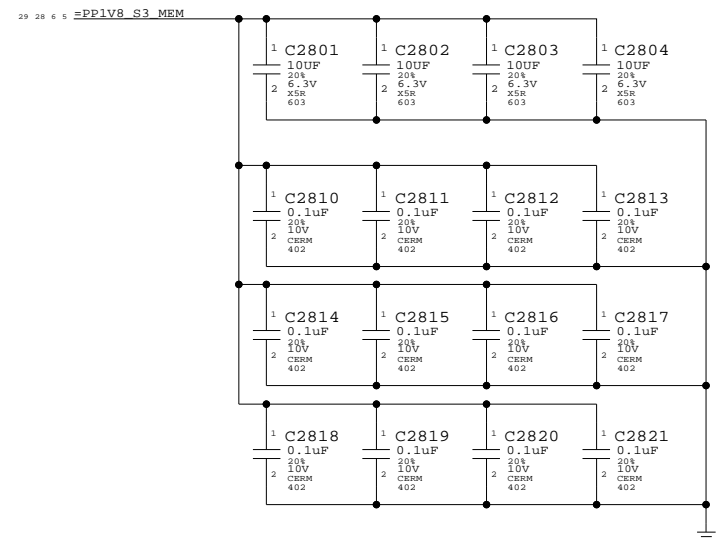 29 28 6 5 =PP1V8_S3_MEM
1 C2801 10UF 20% 6.3V X5R 603 2
1 C2802 10UF 20% 6.3V X5R 603 2
1 C2803 10UF 20% 6.3V X5R 603 2
1 C2804 10UF 20% 6.3V X5R 603 2
1 C2810 0.1uF 20% 10V CERM 402 2
1 C2811 0.1uF 20% 10V CERM 402 2
1 C2812 0.1uF 20% 10V CERM 402 2
1 C2813 0.1uF 20% 10V CERM 402 2
1 C2814 0.1uF 20% 10V CERM 402 2
1 C2815 0.1uF 20% 10V CERM 402 2
1 C2816 0.1uF 20% 10V CERM 402 2
1 C2817 0.1uF 20% 10V CERM 402 2
1 C2818 0.1uF 20% 10V CERM 402 2
1 C2819 0.1uF 20% 10V CERM 402 2
1 C2820 0.1uF 20% 10V CERM 402 2
1 C2821 0.1uF 20% 10V CERM 402 2